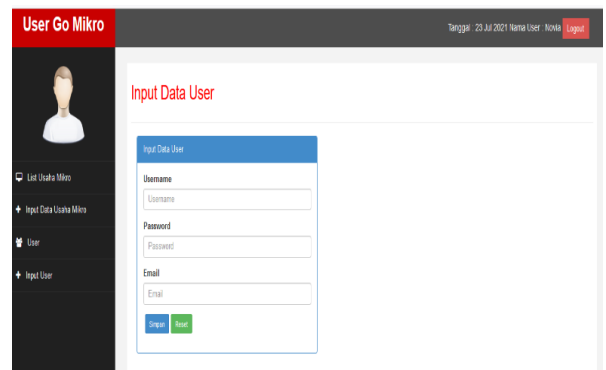 User Go Mikro
Tanggal : 23 Jul 2021 Nama User : Novia Logout
List Usaha Mikro
Input Data Usaha Mikro
User
Input User
Input Data User
Input Data User
Username
Username
Password
Password
Email
Email
Simpan Reset